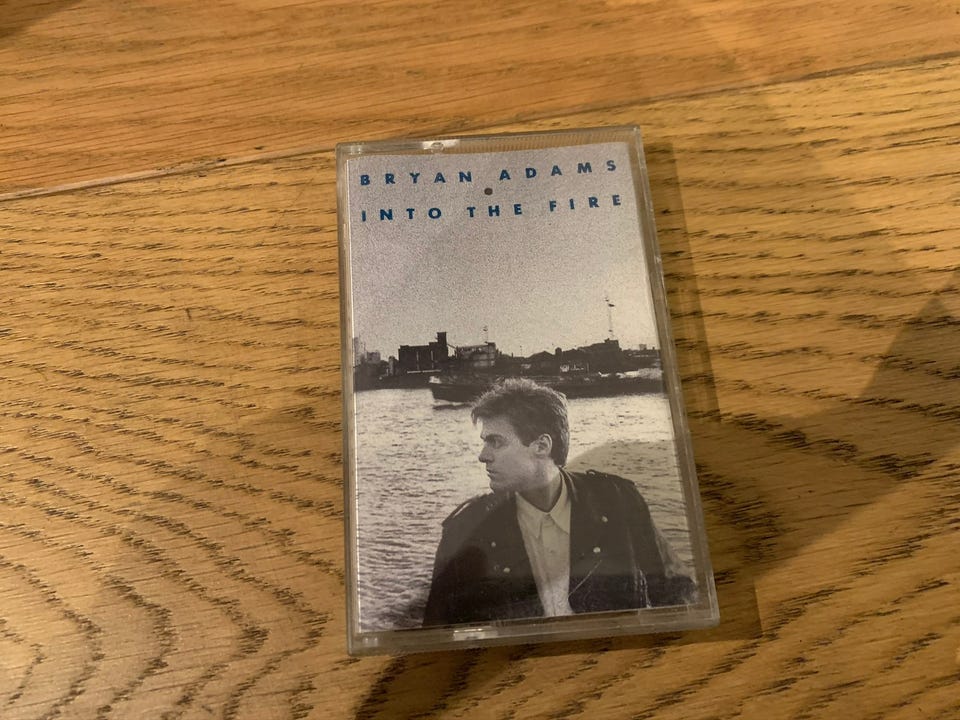 BRYAN ADAMS
INTO THE FIRE